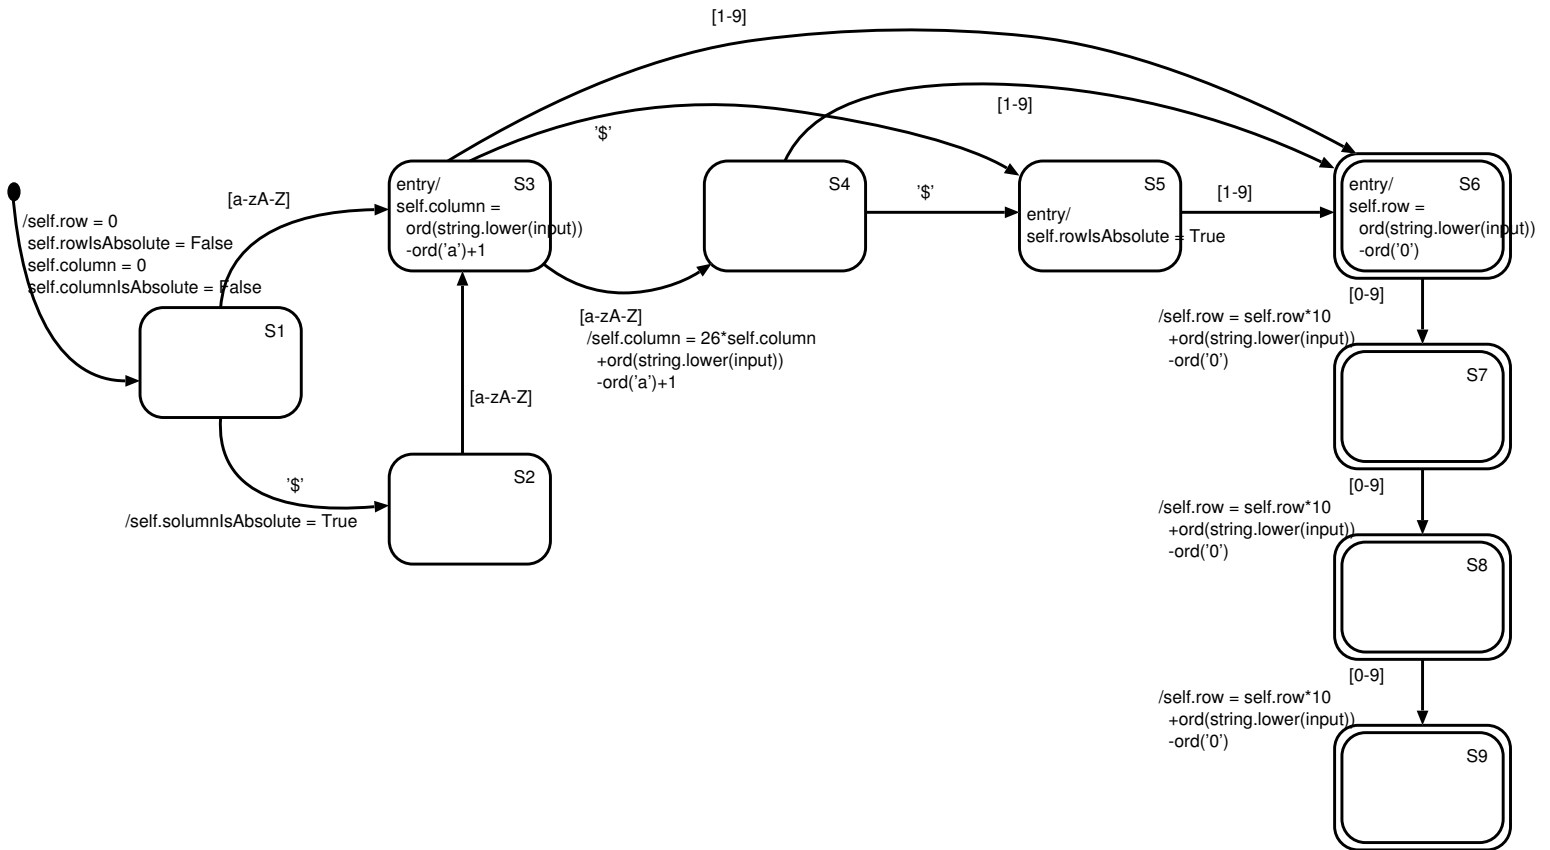 [1-9]
[1-9]
'$'
entry/ S3
self.column =
ord(string.lower(input))
-ord('a')+1
S4
S5
entry/
self.rowIsAbsolute = True
entry/ S6
self.row =
ord(string.lower(input))
-ord('0')
[a-zA-Z]
'$'
[1-9]
/self.row = 0
self.rowIsAbsolute = False
self.column = 0
self.columnIsAbsolute = False
S1
[a-zA-Z]
/self.column = 26*self.column
+ord(string.lower(input))
-ord('a')+1
[0-9]
/self.row = self.row*10
+ord(string.lower(input))
-ord('0')
S7
[a-zA-Z]
'$'
/self.solumnIsAbsolute = True
S2
[0-9]
/self.row = self.row*10
+ord(string.lower(input))
-ord('0')
S8
[0-9]
/self.row = self.row*10
+ord(string.lower(input))
-ord('0')
S9